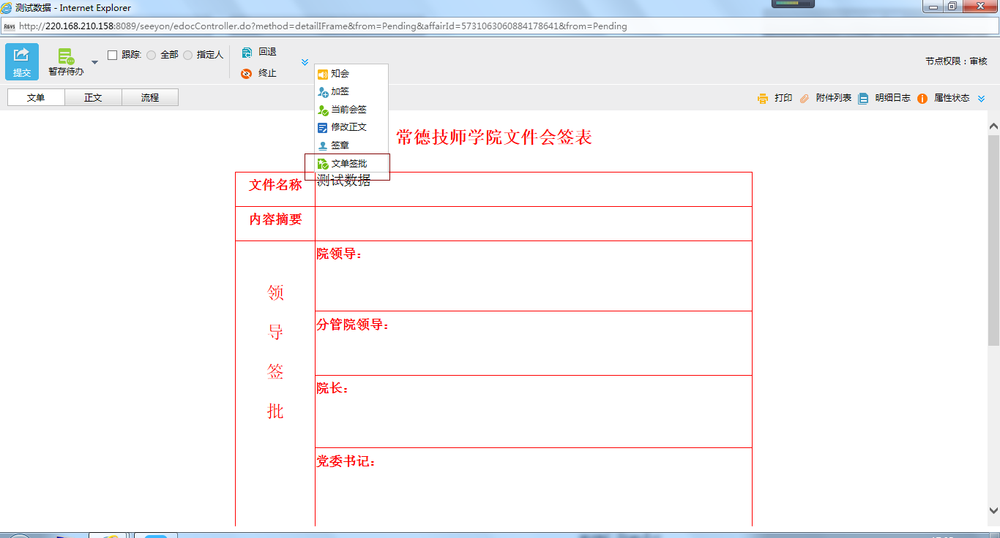 测试数据 - Internet Explorer
A6V5 http://220.168.210.158:8089/seeyon/edocController.do?method=detailIFrame&from=Pending&affairId=5731063060884178641&from=Pending
提交
暂存待办
跟踪: 全部 指定人
回退
终止
节点权限：审核
知会
加签
当前会签
修改正文
签章
文单签批
文单 正文 流程
打印 附件列表 明细日志 属性状态
常德技师学院文件会签表
文件名称 测试数据
内容摘要
领导签批
院领导：
分管院领导：
院长：
党委书记：